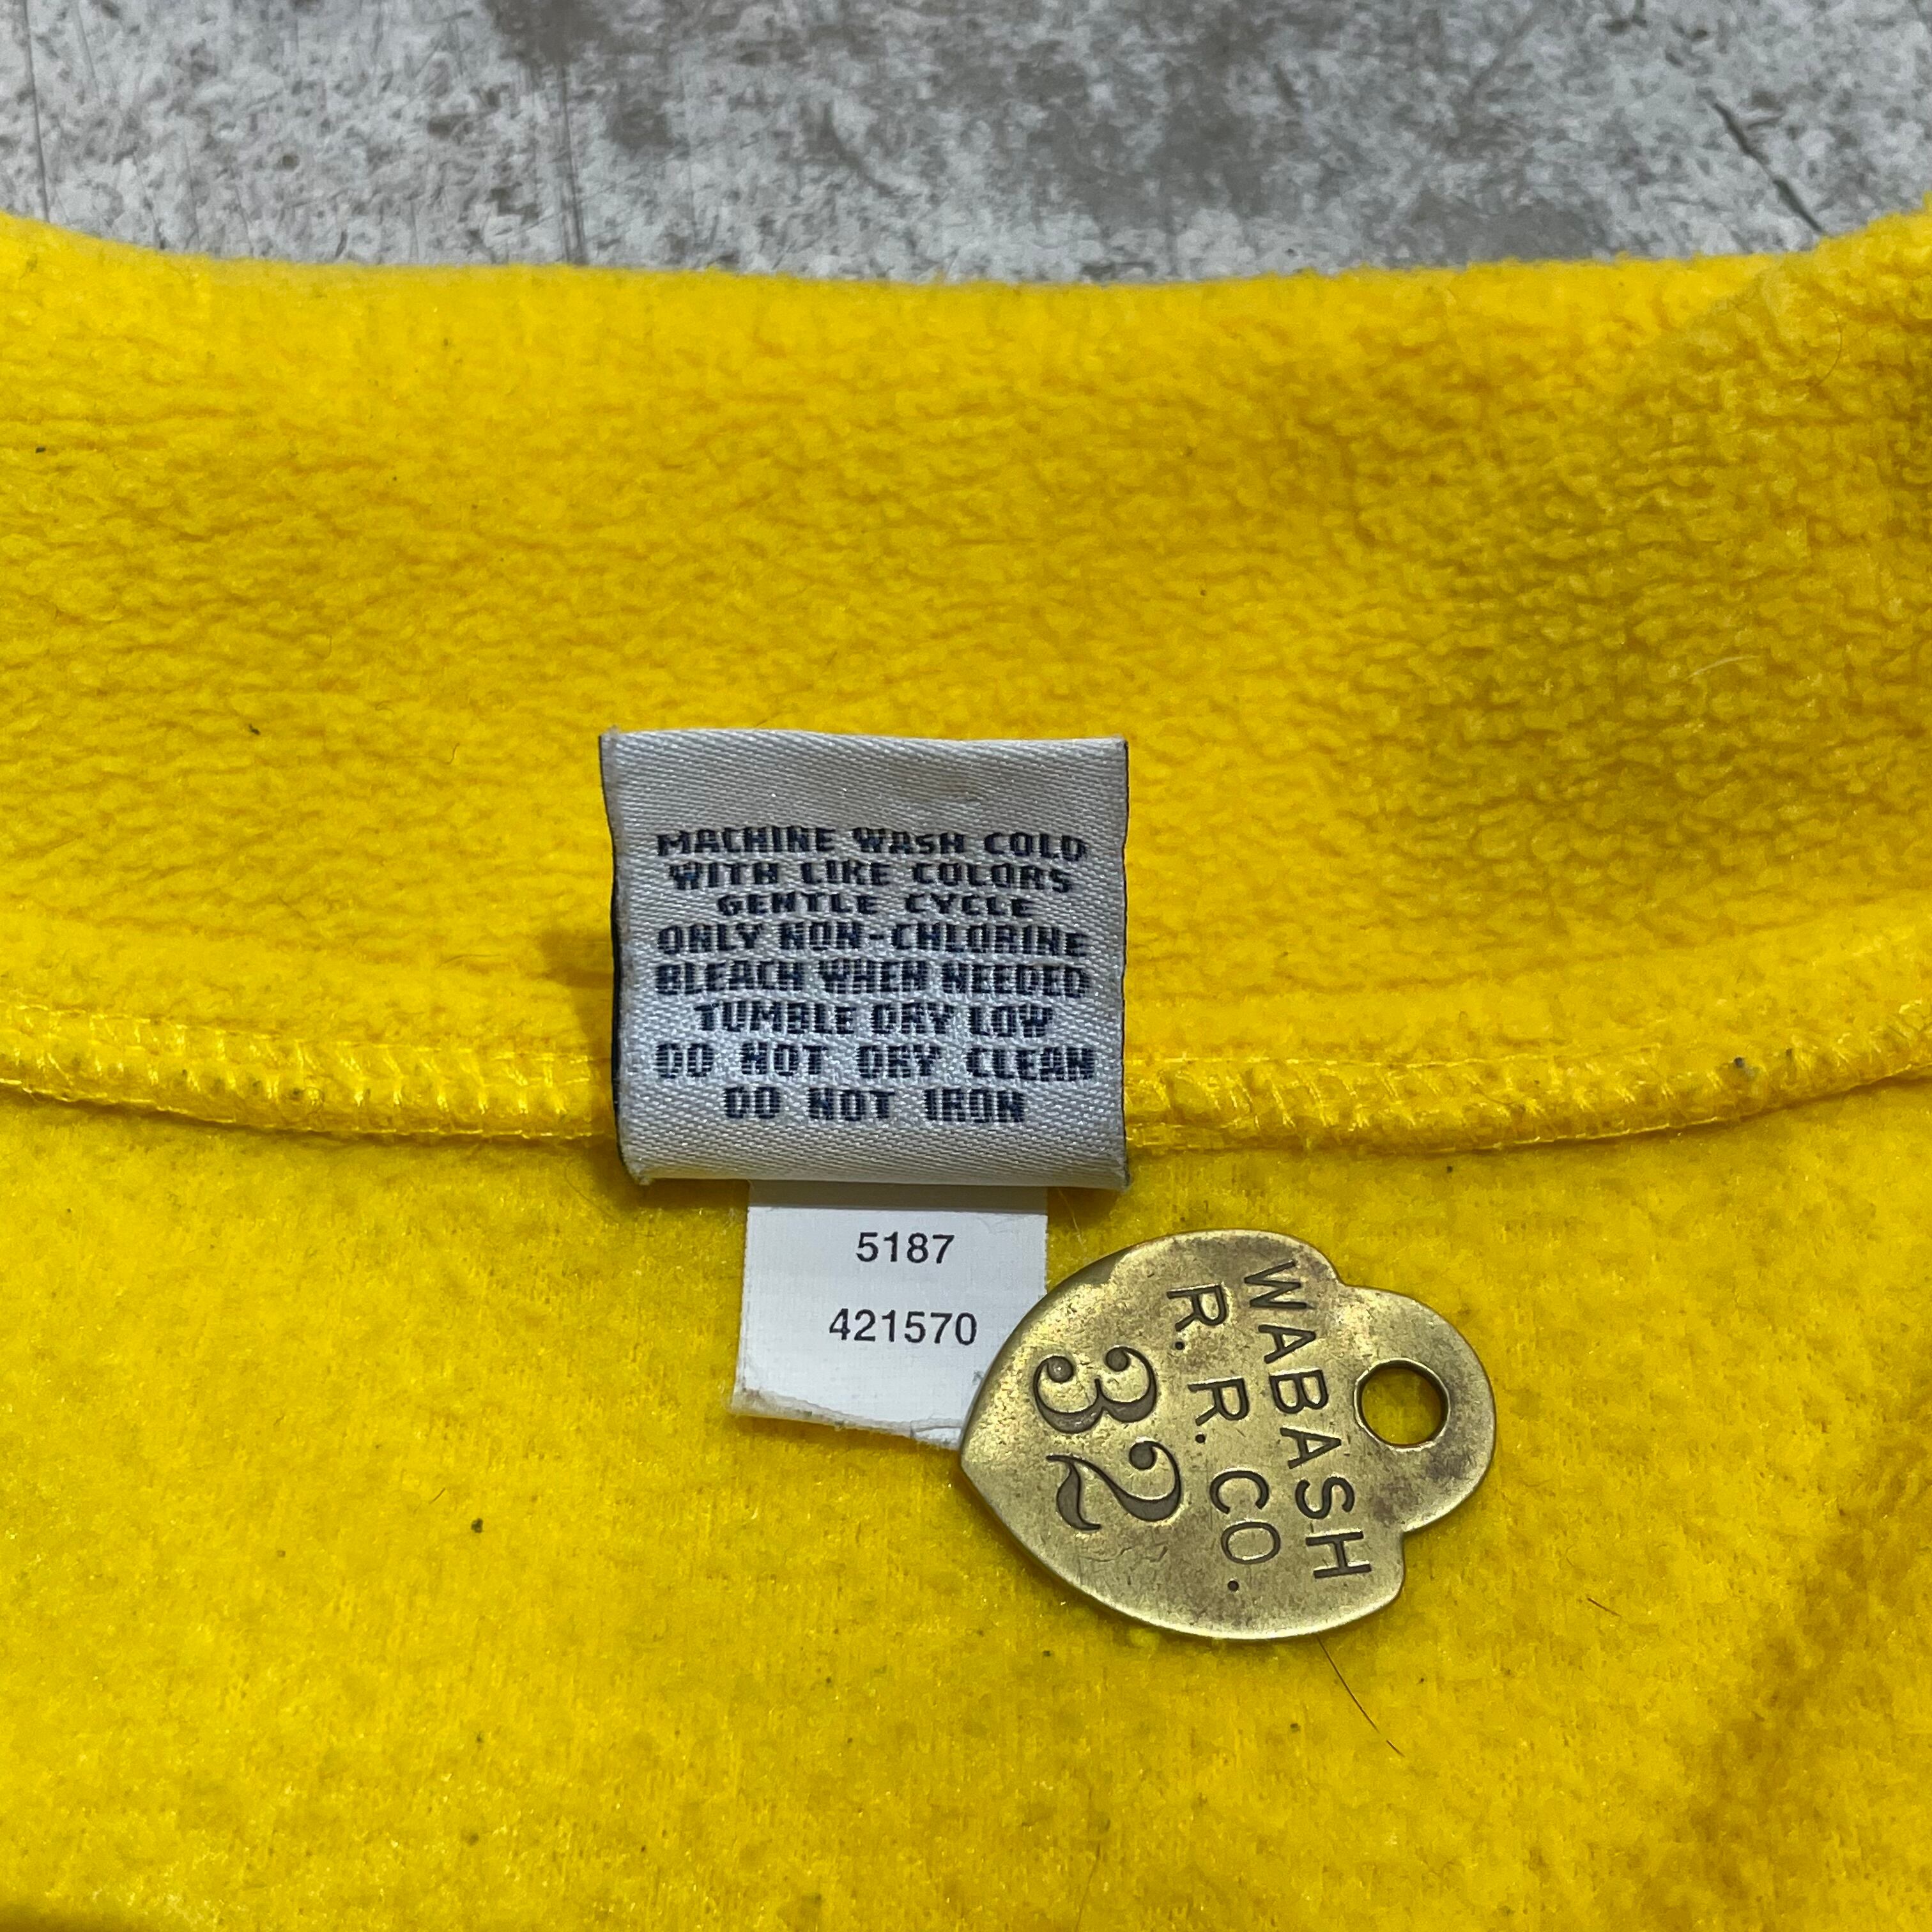 MACHINE WASH COLD
WITH LIKE COLORS
GENTLE CYCLE
ONLY NON-CHLORINE
BLEACH WHEN NEEDED
TUMBLE DRY LOW
DO NOT DRY CLEAN
DO NOT IRON
5187
421570
WABASH
R. R. CO.
32